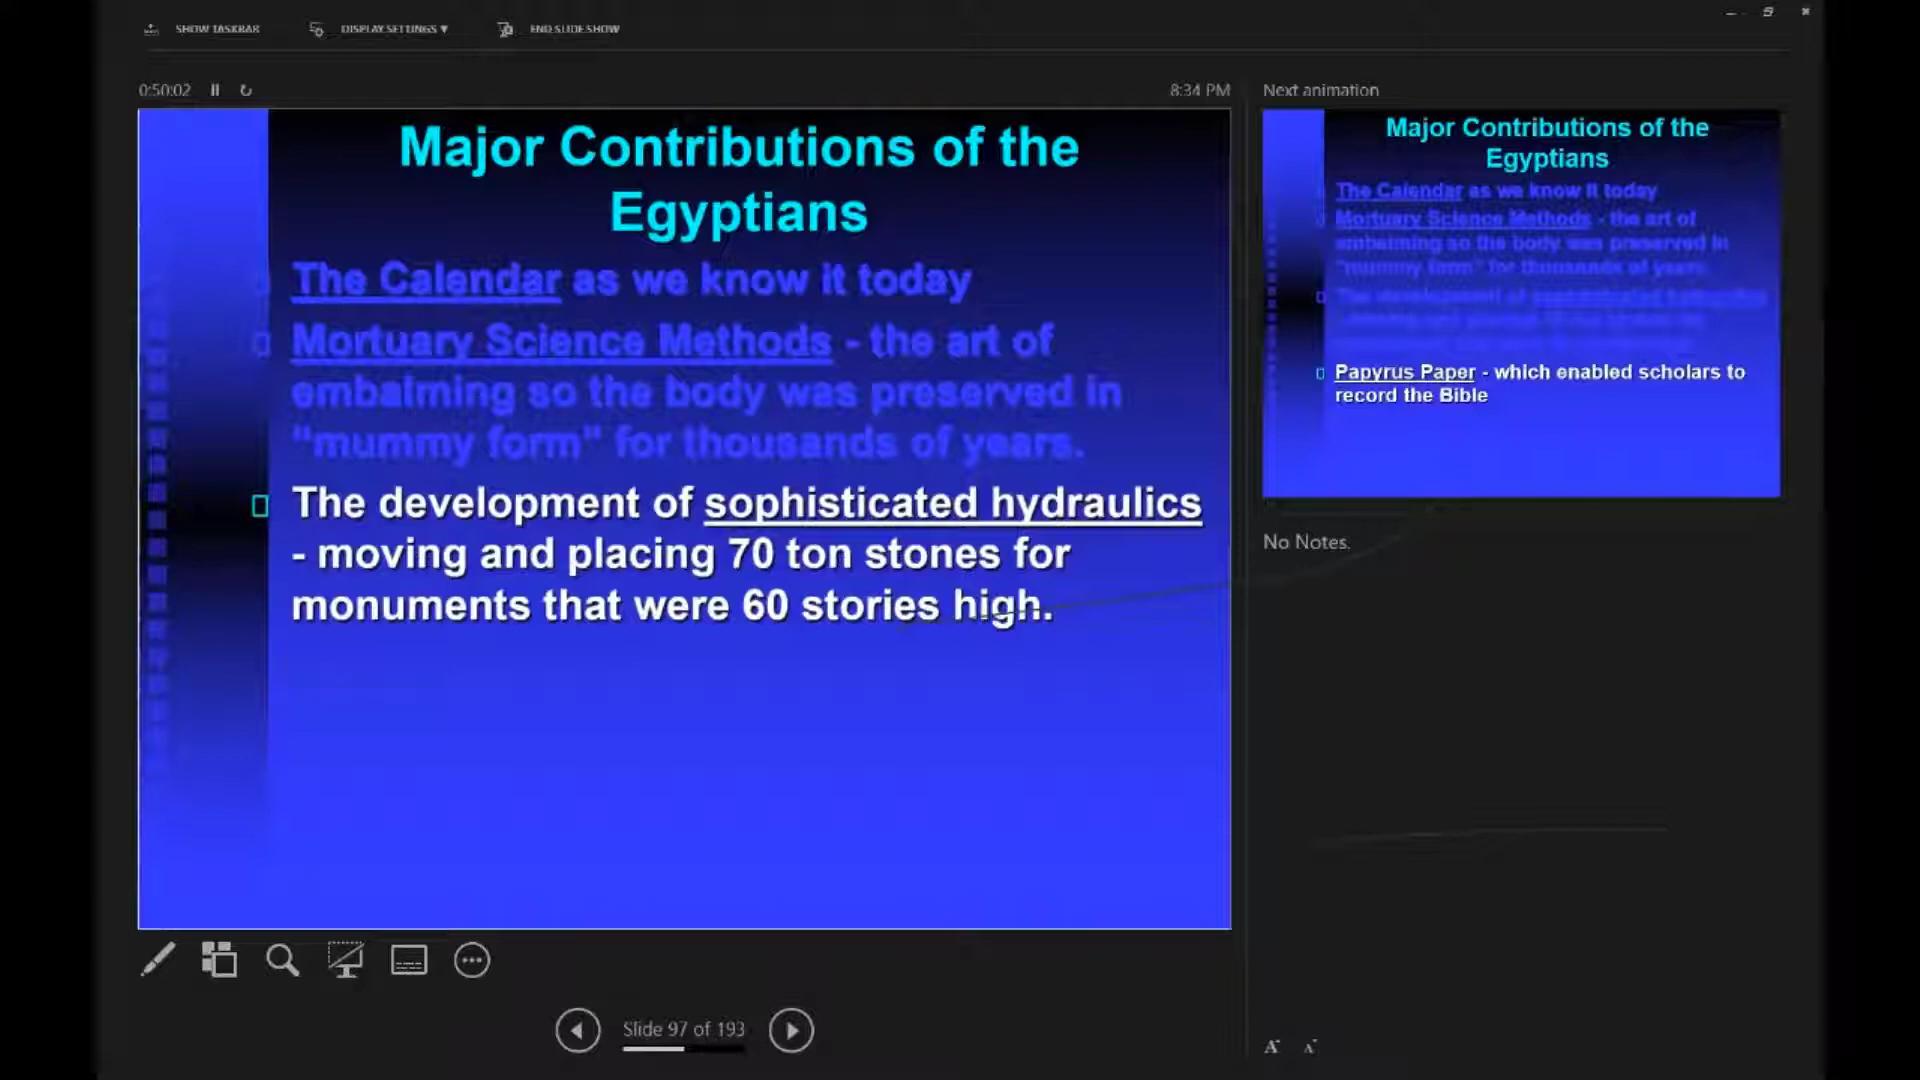 SHOW TASKBAR
DISPLAY SETTINGS ▼
END SLIDE SHOW
0:50:02
8:34 PM
Major Contributions of the
Egyptians
The Calendar as we know it today
Mortuary Science Methods - the art of
embalming so the body was preserved in
"mummy form" for thousands of years.
The development of sophisticated hydraulics
- moving and placing 70 ton stones for
monuments that were 60 stories high.
Slide 97 of 193
Next animation
Major Contributions of the
Egyptians
The Calendar as we know it today
Mortuary Science Methods - the art of
embalming so the body was preserved in
"mummy form" for thousands of years.
The development of sophisticated hydraulics
Papyrus Paper - which enabled scholars to
record the Bible
No Notes.
A A